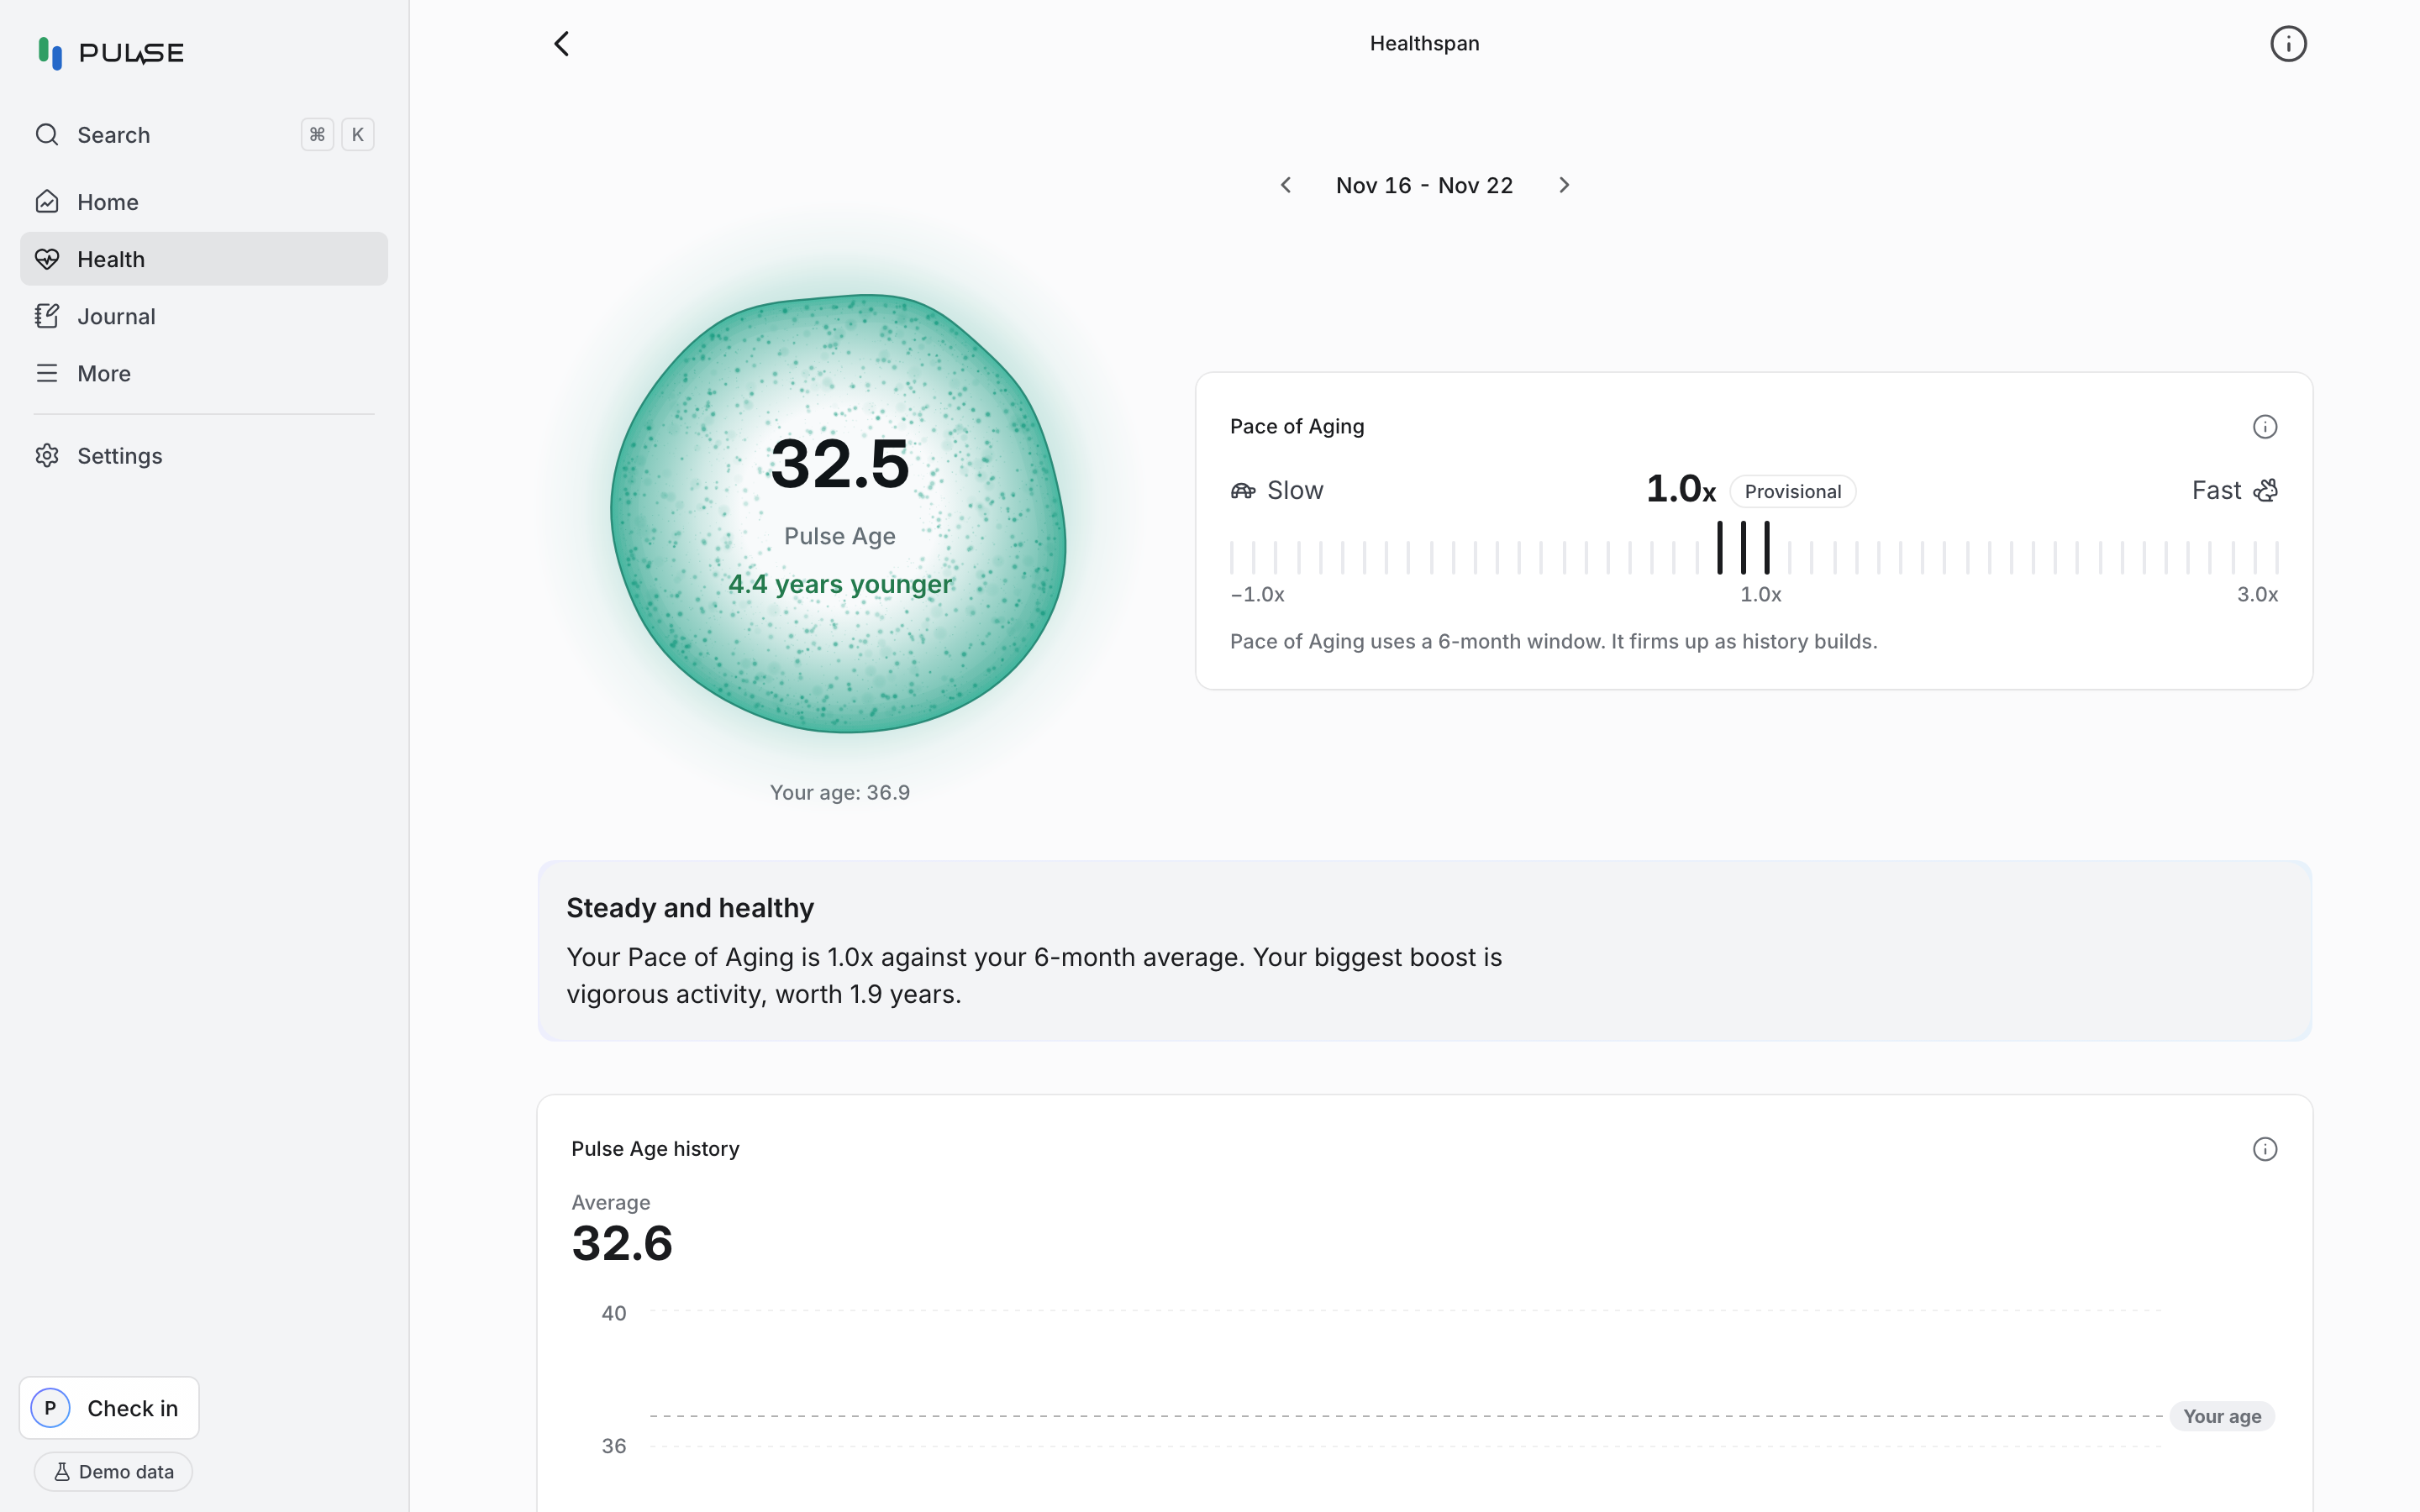 PULSE
Search ⌘ K
Home
Health
Journal
More
Settings
P Check in
Demo data
Healthspan
Nov 16 - Nov 22
32.5
Pulse Age
4.4 years younger
Your age: 36.9
Pace of Aging
Slow
1.0x Provisional
Fast
−1.0x
1.0x
3.0x
Pace of Aging uses a 6-month window. It firms up as history builds.
Steady and healthy
Your Pace of Aging is 1.0x against your 6-month average. Your biggest boost is
vigorous activity, worth 1.9 years.
Pulse Age history
Average
32.6
40
Your age
36